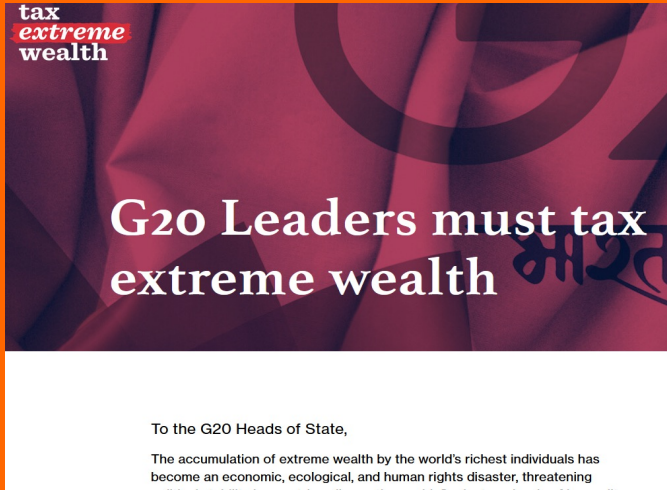 tax
extreme
wealth
G20 Leaders must tax
extreme wealth
To the G20 Heads of State,
The accumulation of extreme wealth by the world's richest individuals has
become an economic, ecological, and human rights disaster, threatening